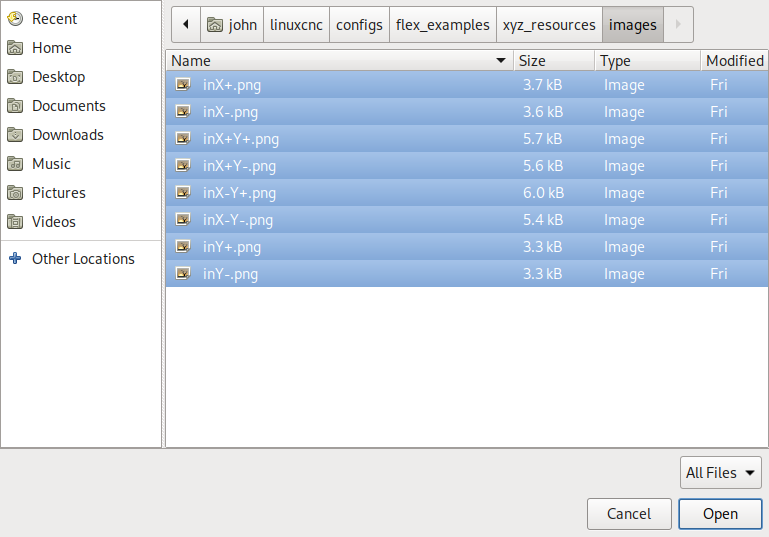 Recent
Home
Desktop
Documents
Downloads
Music
Pictures
Videos
Other Locations
john linuxcnc configs flex_examples xyz_resources images
Name Size Type Modified
inX+.png 3.7 kB Image Fri
inX-.png 3.6 kB Image Fri
inX+Y+.png 5.7 kB Image Fri
inX+Y-.png 5.6 kB Image Fri
inX-Y+.png 6.0 kB Image Fri
inX-Y-.png 5.4 kB Image Fri
inY+.png 3.3 kB Image Fri
inY-.png 3.3 kB Image Fri
All Files
Cancel Open